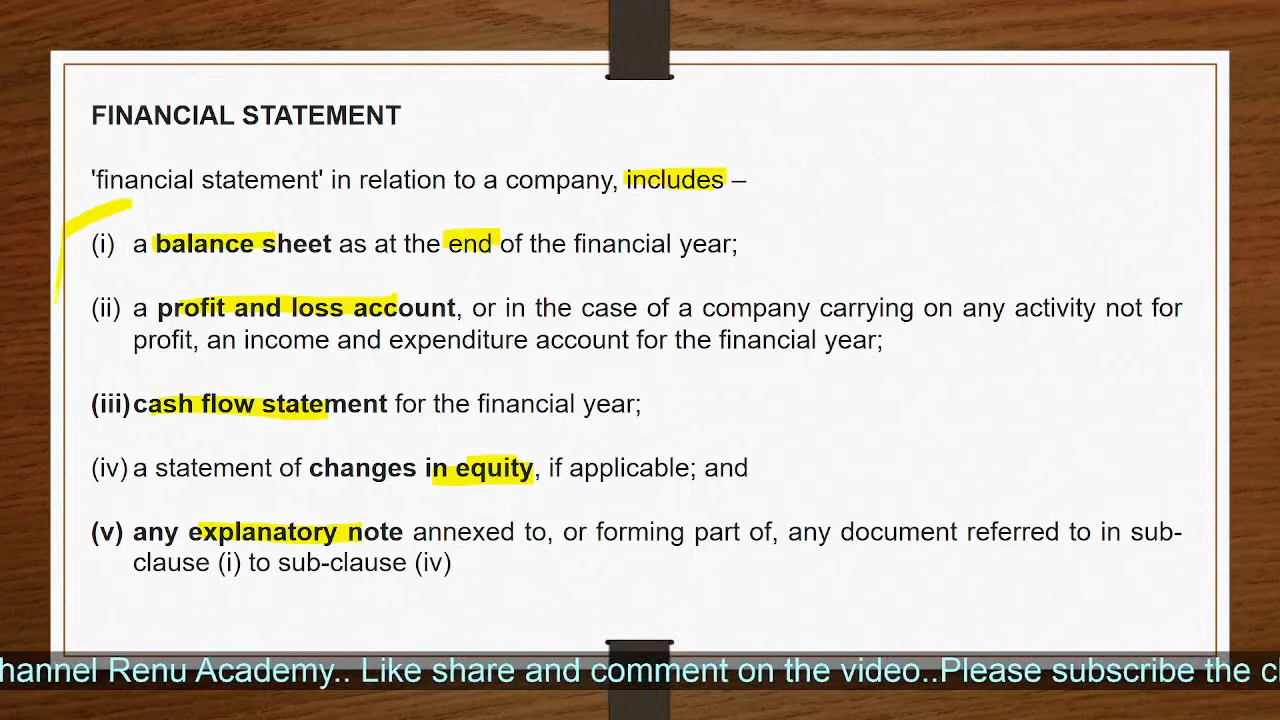 FINANCIAL STATEMENT
'financial statement' in relation to a company, includes –
(i) a balance sheet as at the end of the financial year;
(ii) a profit and loss account, or in the case of a company carrying on any activity not for
profit, an income and expenditure account for the financial year;
(iii) cash flow statement for the financial year;
(iv) a statement of changes in equity, if applicable; and
(v) any explanatory note annexed to, or forming part of, any document referred to in sub-
clause (i) to sub-clause (iv)
hannel Renu Academy.. Like share and comment on the video..Please subscribe the c